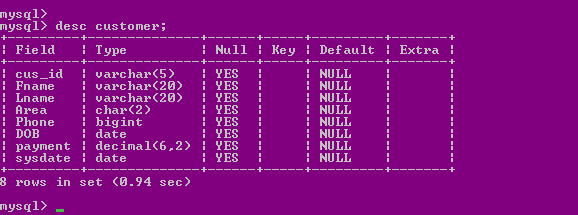 mysql>
mysql> desc customer;
+----------+--------------+------+-----+---------+-------+
| Field    | Type         | Null | Key | Default | Extra |
+----------+--------------+------+-----+---------+-------+
| cus_id   | varchar(5)   | YES  |     | NULL    |       |
| Fname    | varchar(20)  | YES  |     | NULL    |       |
| Lname    | varchar(20)  | YES  |     | NULL    |       |
| Area     | char(2)      | YES  |     | NULL    |       |
| Phone    | bigint       | YES  |     | NULL    |       |
| DOB      | date         | YES  |     | NULL    |       |
| payment  | decimal(6,2) | YES  |     | NULL    |       |
| sysdate  | date         | YES  |     | NULL    |       |
+----------+--------------+------+-----+---------+-------+
8 rows in set (0.94 sec)
mysql> _